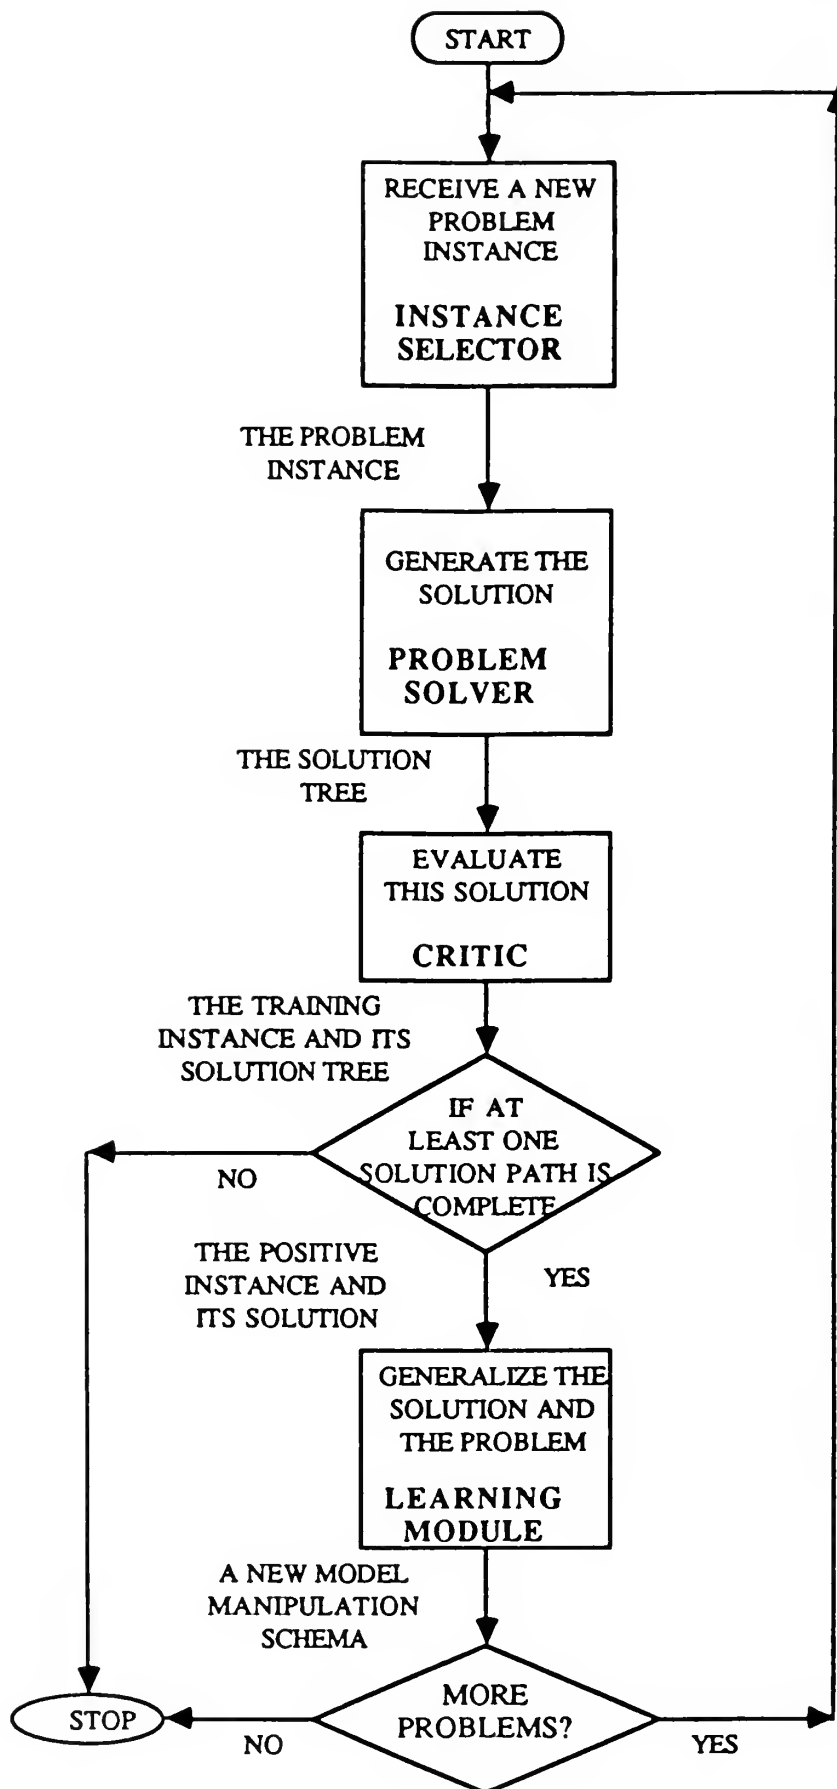 START
RECEIVE A NEW
PROBLEM
INSTANCE
INSTANCE
SELECTOR
THE PROBLEM
INSTANCE
GENERATE THE
SOLUTION
PROBLEM
SOLVER
THE SOLUTION
TREE
EVALUATE
THIS SOLUTION
CRITIC
THE TRAINING
INSTANCE AND ITS
SOLUTION TREE
IF AT
LEAST ONE
SOLUTION PATH IS
COMPLETE
NO
THE POSITIVE
INSTANCE AND
ITS SOLUTION
YES
GENERALIZE THE
SOLUTION AND
THE PROBLEM
LEARNING
MODULE
A NEW MODEL
MANIPULATION
SCHEMA
MORE
PROBLEMS?
STOP
NO
YES